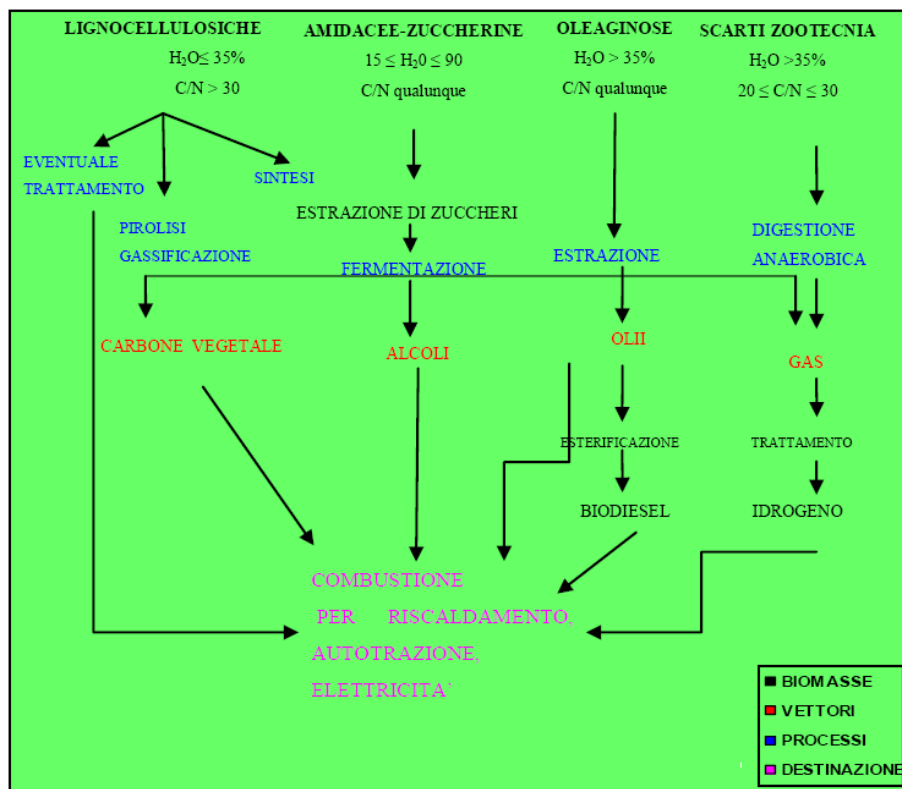 LIGNOCELLULOSICHE
H₂O≤ 35%
C/N > 30
AMIDACEE-ZUCCHERINE
15 ≤ H₂0 ≤ 90
C/N qualunque
OLEAGINOSE
H₂O > 35%
C/N qualunque
SCARTI ZOOTECNIA
H₂O >35%
20 ≤ C/N ≤ 30
EVENTUALE
TRATTAMENTO
SINTESI
PIROLISI
GASSIFICAZIONE
ESTRAZIONE DI ZUCCHERI
FERMENTAZIONE
ESTRAZIONE
DIGESTIONE
ANAEROBICA
CARBONE VEGETALE
ALCOLI
OLII
GAS
ESTERIFICAZIONE
TRATTAMENTO
BIODIESEL
IDROGENO
COMBUSTIONE
PER RISCALDAMENTO,
AUTOTRAZIONE,
ELETTRICITA`
BIOMASSE
VETTORI
PROCESSI
DESTINAZIONE